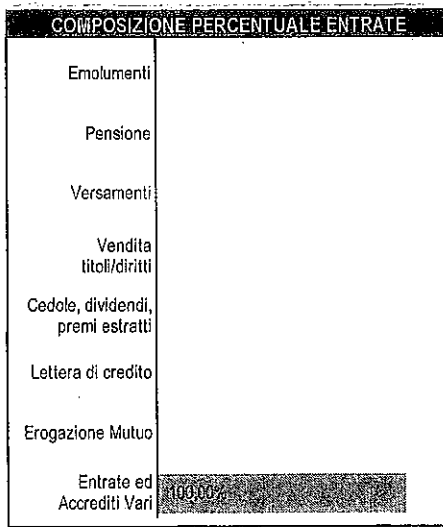 COMPOSIZIONE PERCENTUALE ENTRATE
Emolumenti
Pensione
Versamenti
Vendita
titoli/diritti
Cedole, dividendi,
premi estratti
Lettera di credito
Erogazione Mutuo
Entrate ed
Accrediti Vari
100,00%